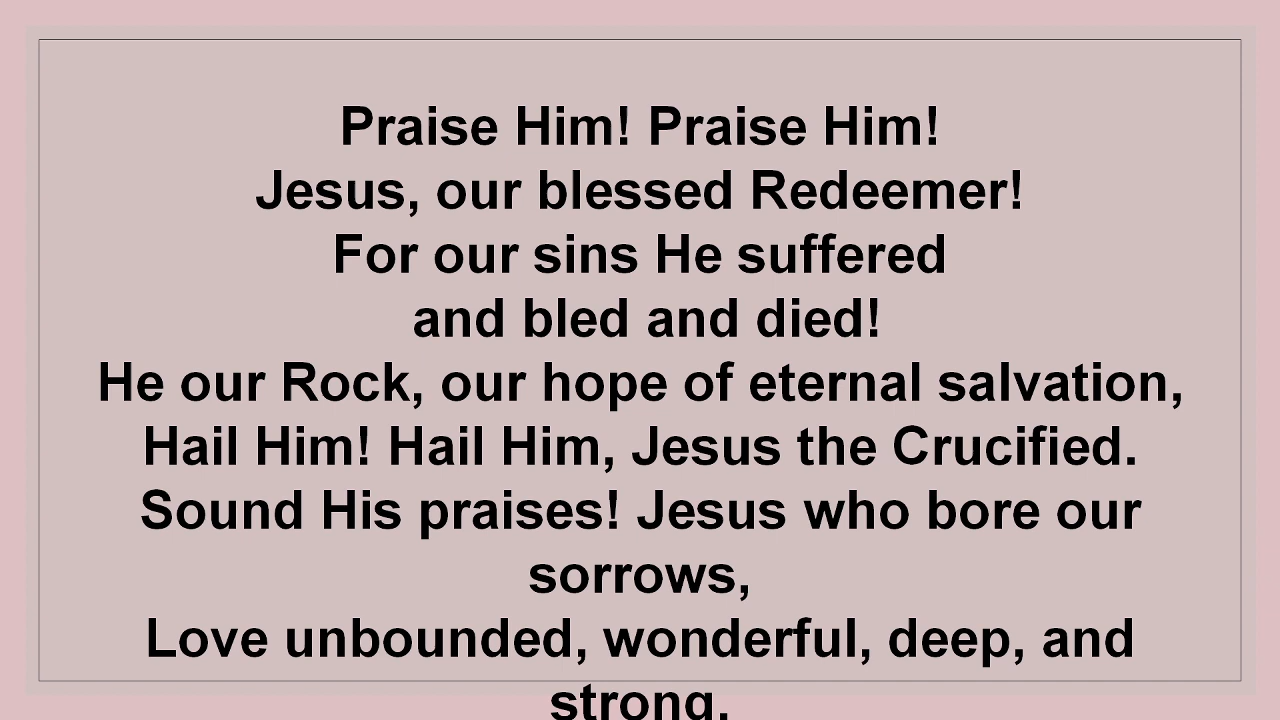 Praise Him! Praise Him!
Jesus, our blessed Redeemer!
For our sins He suffered
and bled and died!
He our Rock, our hope of eternal salvation,
Hail Him! Hail Him, Jesus the Crucified.
Sound His praises! Jesus who bore our
sorrows,
Love unbounded, wonderful, deep, and
strong.